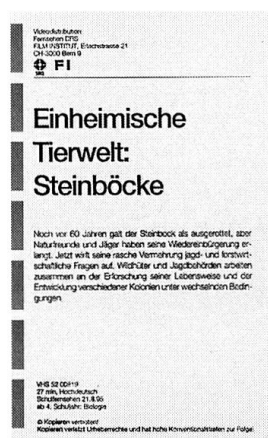 Videodistribution
Fernsehen DRS
FILM INSTITUT, Erlachstrasse 21
CH-3000 Bern 9
FI
SRG
Einheimische
Tierwelt:
Steinböcke
Noch vor 60 Jahren galt der Steinbock als ausgerottet, aber
Naturfreunde und Jäger haben seine Wiedereinbürgerung er-
langt. Jetzt wirft seine rasche Vermehrung jagd- und forstwirt-
schaftliche Fragen auf. Wildhüter und Jagdbehörden arbeiten
zusammen an der Erforschung seiner Lebensweise und der
Entwicklung verschiedener Kolonien unter wechselnden Bedin-
gungen.
VHS 52 00919
27 min, Hochdeutsch
Schulfernsehen 21.8.95
ab 4. Schuljahr: Biologie
© Kopieren verboten!
Kopieren verletzt Urheberrechte und hat hohe Konventionalstrafen zur Folge!